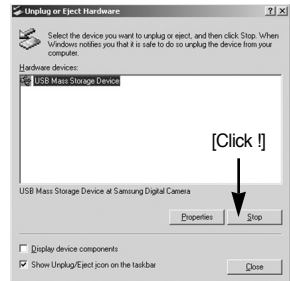 Unplug or Eject Hardware
Select the device you want to unplug or eject, and then click Stop. When
Windows notifies you that it is safe to do so unplug the device from your
computer.
Hardware devices:
USB Mass Storage Device
[Click !]
USB Mass Storage Device at Samsung Digital Camera
Properties
Stop
Display device components
Show Unplug/Eject icon on the taskbar
Close